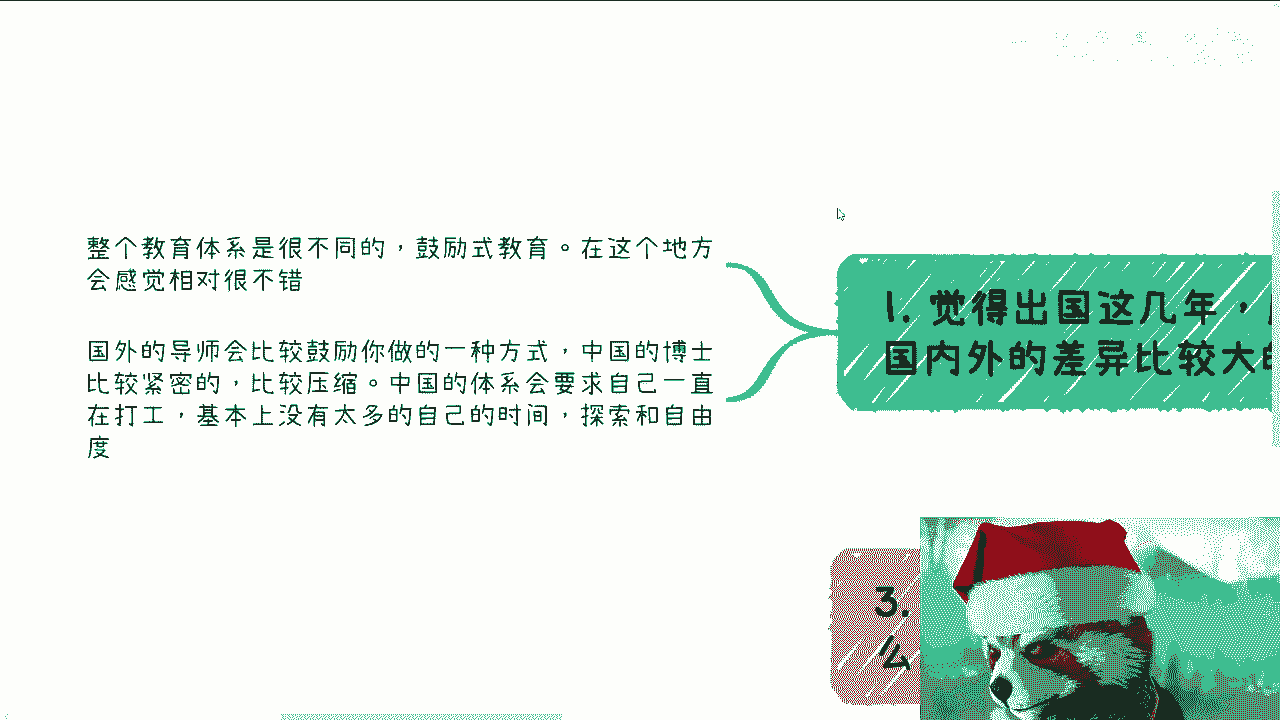 整个教育体系是很不同的，鼓励式教育。在这个地方
会感觉相对很不错
国外的导师会比较鼓励你做的一种方式，中国的博士
比较紧密的，比较压缩。中国的体系会要求自己一直
在打工，基本上没有太多的自己的时间，探索和自由
度
1. 觉得出国这几年，
国内外的差异比较大的
3.
么